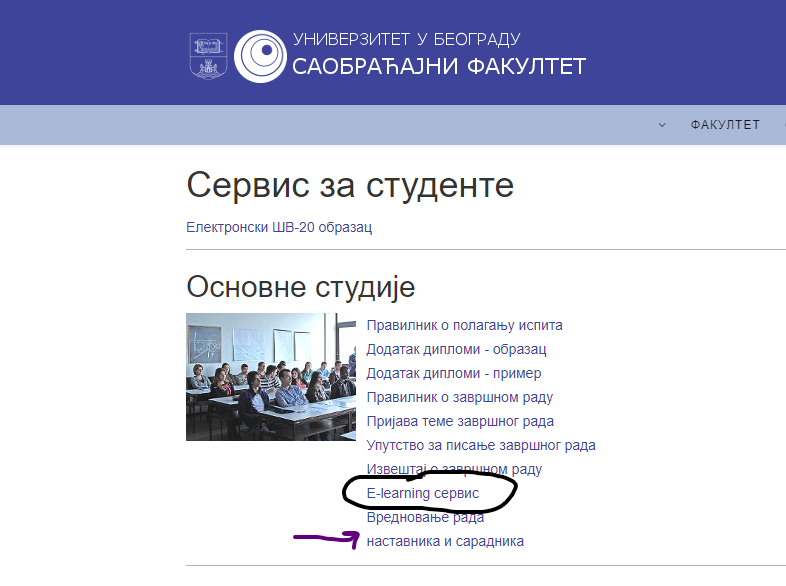 УНИВЕРЗИТЕТ У БЕОГРАДУ
САОБРАЋАЈНИ ФАКУЛТЕТ
ФАКУЛТЕТ
Сервис за студенте
Електронски ШВ-20 образац
Основне студије
Правилник о полагању испита
Додатак дипломи - образац
Додатак дипломи - пример
Правилник о завршном раду
Пријава теме завршног рада
Упутство за писање завршног рада
Извештај о завршном раду
E-learning сервис
Вредновање рада
наставника и сарадника